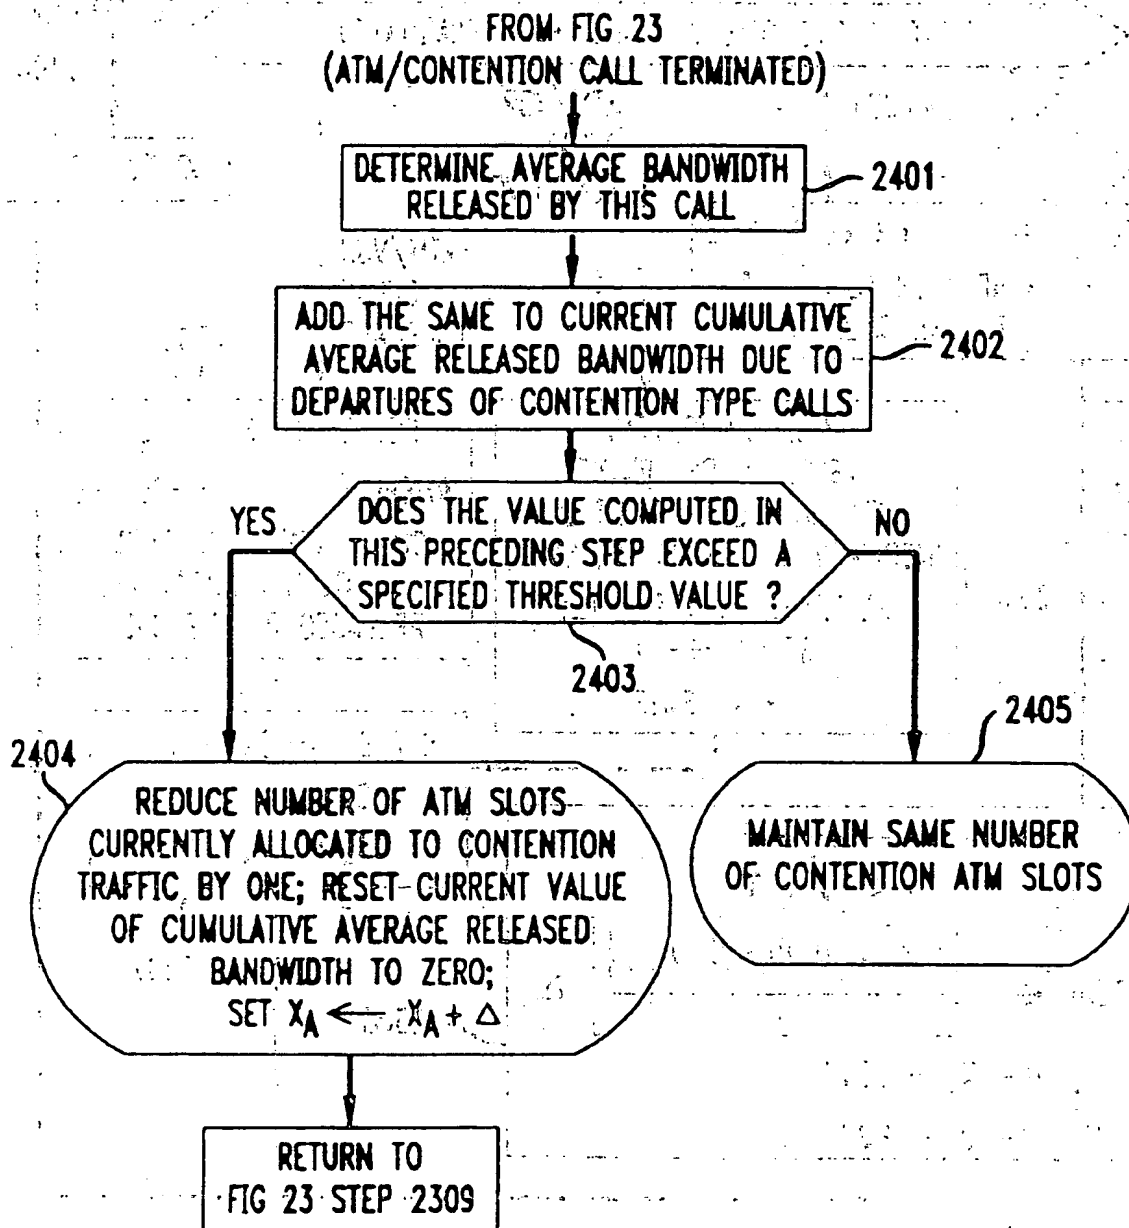 FROM FIG 23
(ATM/CONTENTION CALL TERMINATED)
DETERMINE AVERAGE BANDWIDTH
RELEASED BY THIS CALL
2401
ADD THE SAME TO CURRENT CUMULATIVE
AVERAGE RELEASED BANDWIDTH DUE TO
DEPARTURES OF CONTENTION TYPE CALLS
2402
YES
DOES THE VALUE COMPUTED IN
THIS PRECEDING STEP EXCEED A
SPECIFIED THRESHOLD VALUE ?
NO
2403
2404
REDUCE NUMBER OF ATM SLOTS
CURRENTLY ALLOCATED TO CONTENTION
TRAFFIC BY ONE; RESET CURRENT VALUE
OF CUMULATIVE AVERAGE RELEASED
BANDWIDTH TO ZERO;
SET X_A ← X_A + Δ
2405
MAINTAIN SAME NUMBER
OF CONTENTION ATM SLOTS
RETURN TO
FIG 23 STEP 2309